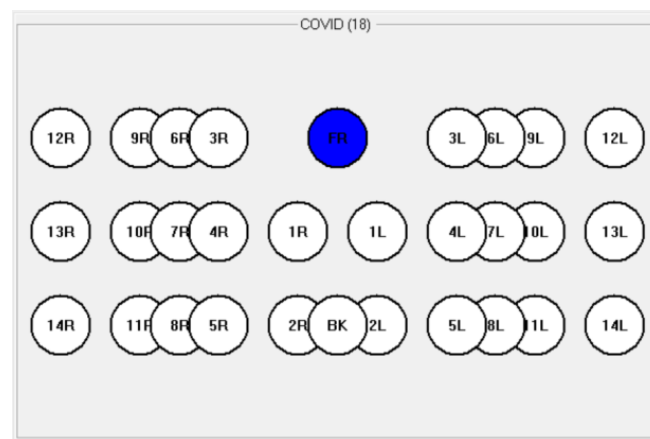 COVID (18)
12R 9R 6R 3R FR 3L 6L 9L 12L
13R 10R 7R 4R 1R 1L 4L 7L 10L 13L
14R 11R 8R 5R 2R BK 2L 5L 8L 11L 14L